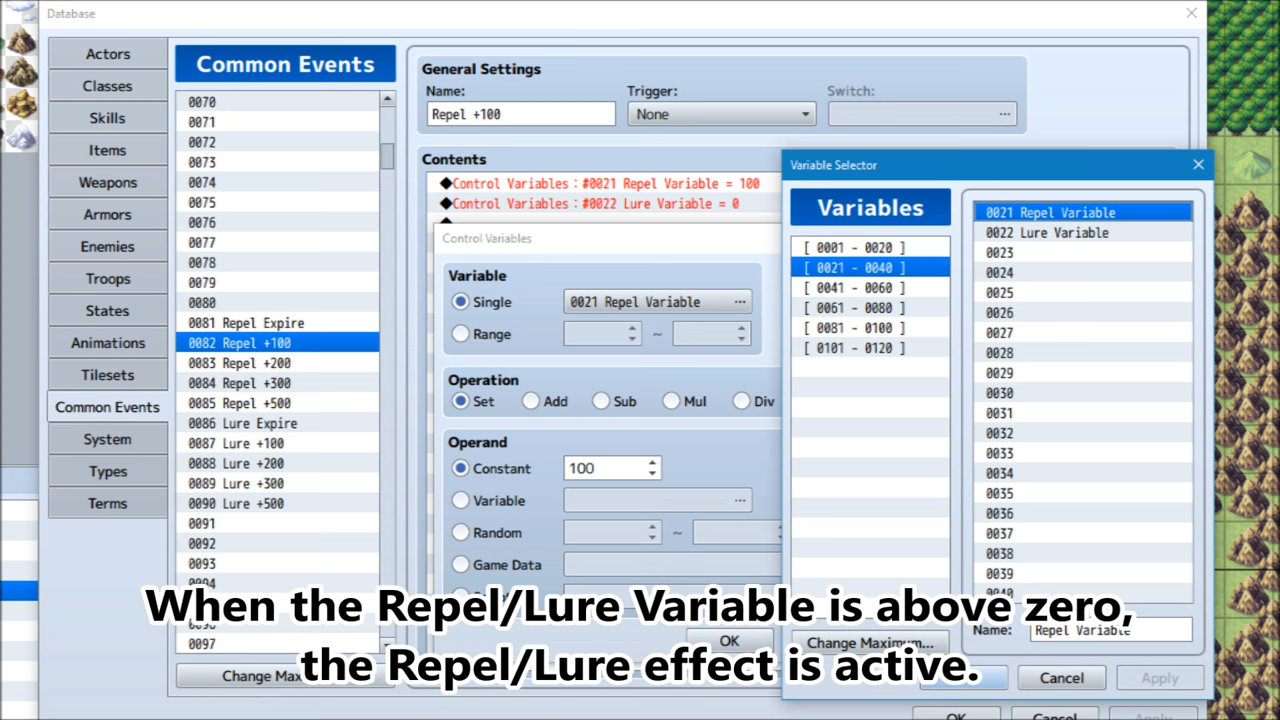 Database
Actors
Classes
Skills
Items
Weapons
Armors
Enemies
Troops
States
Animations
Tilesets
Common Events
System
Types
Terms
Common Events
0070
0071
0072
0073
0074
0075
0076
0077
0078
0079
0080
0081 Repel Expire
0082 Repel +100
0083 Repel +200
0084 Repel +300
0085 Repel +500
0086 Lure Expire
0087 Lure +100
0088 Lure +200
0089 Lure +300
0090 Lure +500
0091
0092
0093
0094
0097
Change Max
General Settings
Name: Trigger: Switch:
Repel +100 None ...
Contents
◆Control Variables：#0021 Repel Variable = 100
◆Control Variables：#0022 Lure Variable = 0
◆
Control Variables
Variable
Single 0021 Repel Variable ...
Range ~
Operation
Set Add Sub Mul Div
Operand
Constant 100
Variable ...
Random ~
Game Data
OK
Variable Selector
Variables
[ 0001 - 0020 ]
[ 0021 - 0040 ]
[ 0041 - 0060 ]
[ 0061 - 0080 ]
[ 0081 - 0100 ]
[ 0101 - 0120 ]
Change Maximum...
0021 Repel Variable
0022 Lure Variable
0023
0024
0025
0026
0027
0028
0029
0030
0031
0032
0033
0034
0035
0036
0037
0038
0039
0040
Name: Repel Variable
Cancel Apply
OK Cancel Apply
When the Repel/Lure Variable is above zero,
the Repel/Lure effect is active.